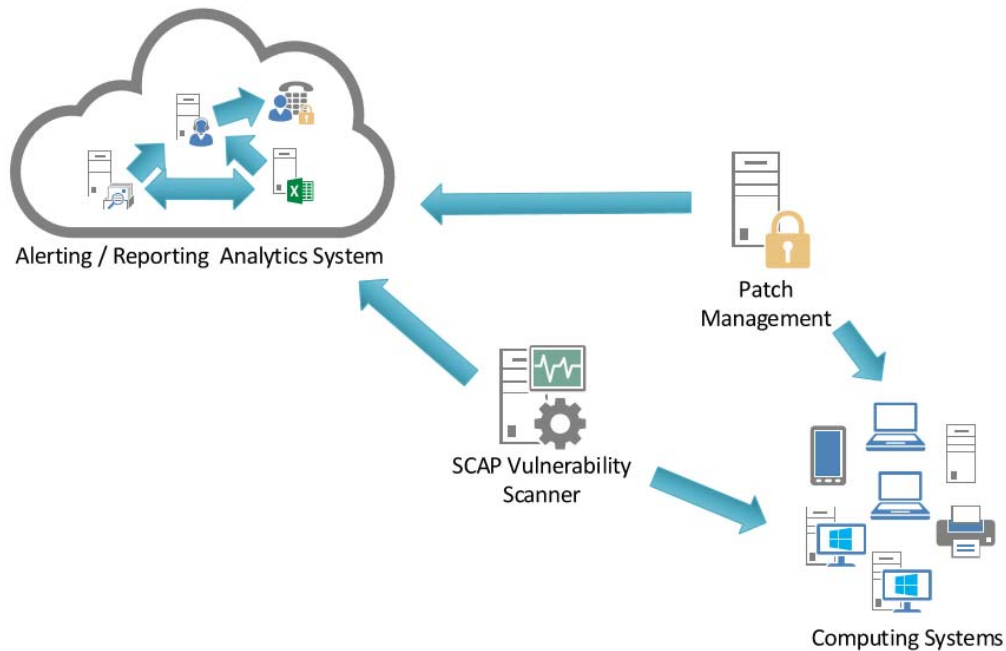 Alerting / Reporting Analytics System
Patch
Management
SCAP Vulnerability
Scanner
X
Computing Systems